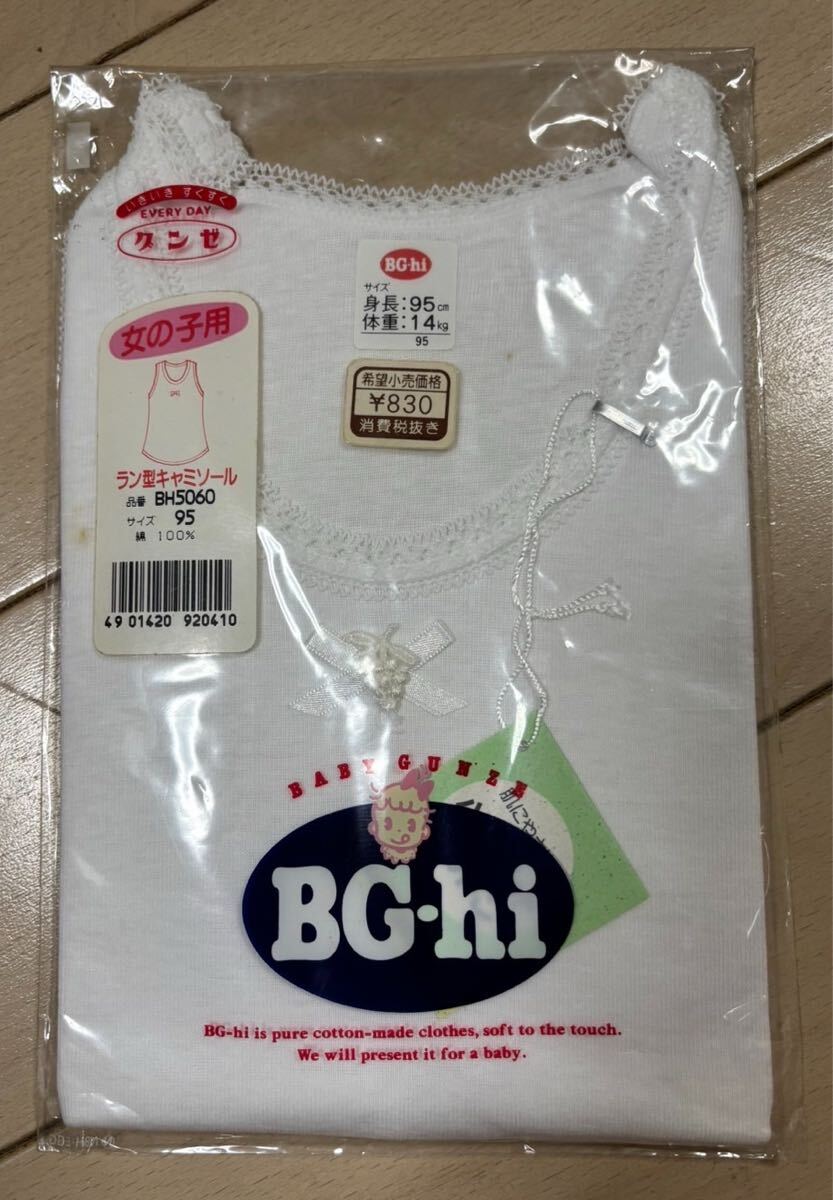 いきいき すくすく
EVERY DAY
グンゼ
女の子用
ラン型キャミソール
品番 BH5060
サイズ 95
綿 100%
49 01420 920410
BG-hi
サイズ
身長:95cm
体重:14kg
95
希望小売価格
¥830
消費税抜き
BABY GUNZE
肌にやさ
BG·hi
BG-hi is pure cotton-made clothes, soft to the touch.
We will present it for a baby.